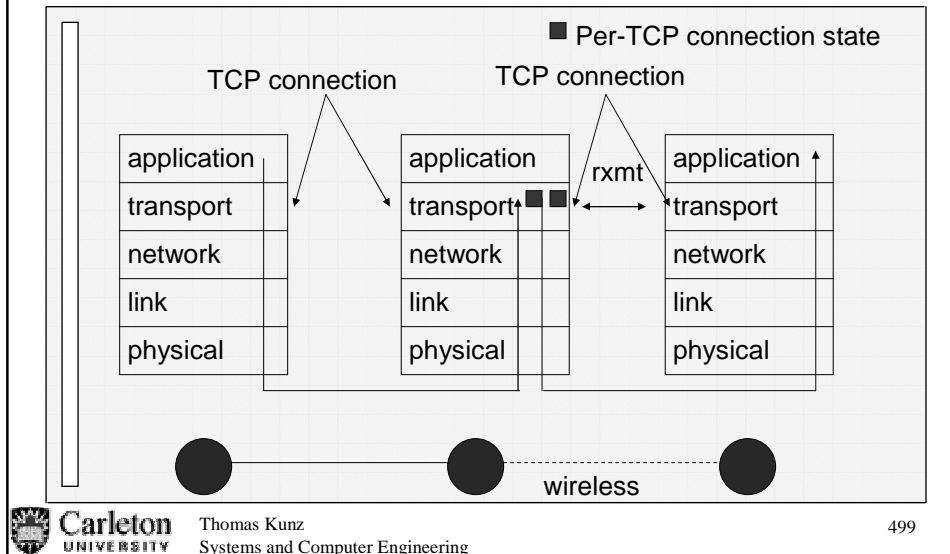 Per-TCP connection state
TCP connection
TCP connection
application
application
rxmt
application
transport
transport
transport
network
network
network
link
link
link
physical
physical
physical
wireless
Carleton
UNIVERSITY
Thomas Kunz
Systems and Computer Engineering
499